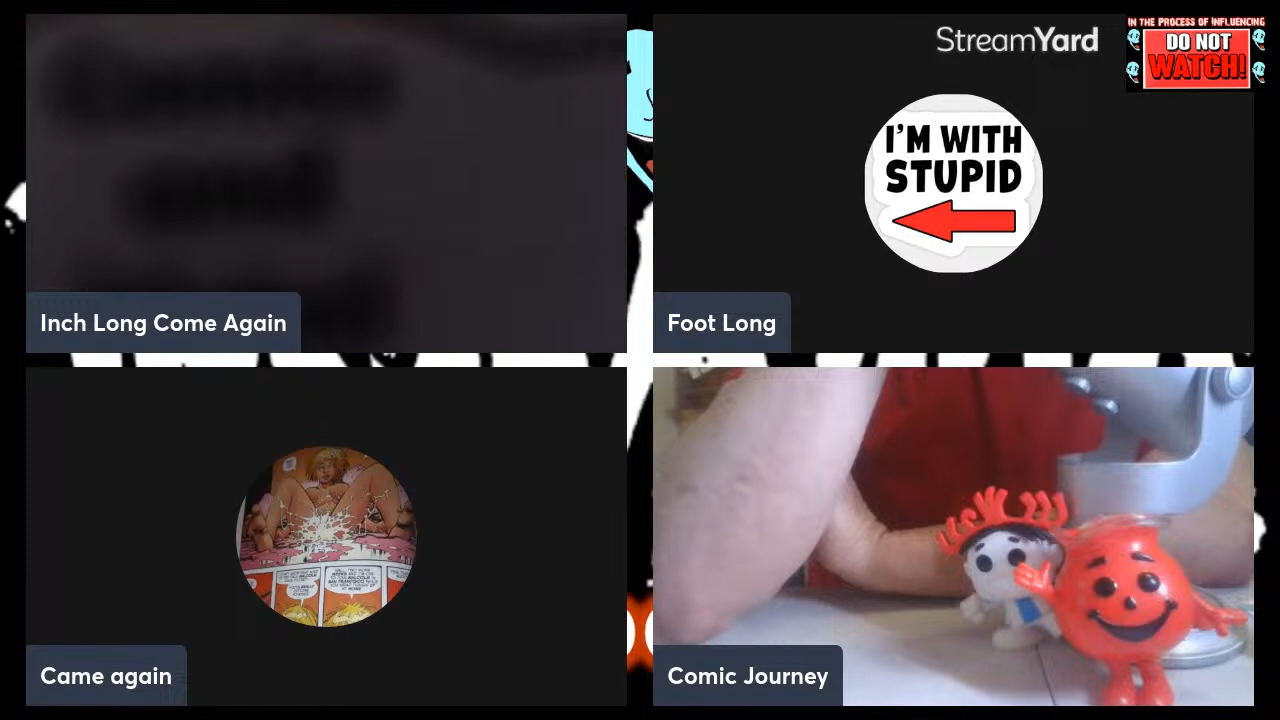 StreamYard
IN THE PROCESS OF INFLUENCING
DO NOT
WATCH!
I'M WITH
STUPID
Inch Long Come Again
Foot Long
Came again
Comic Journey